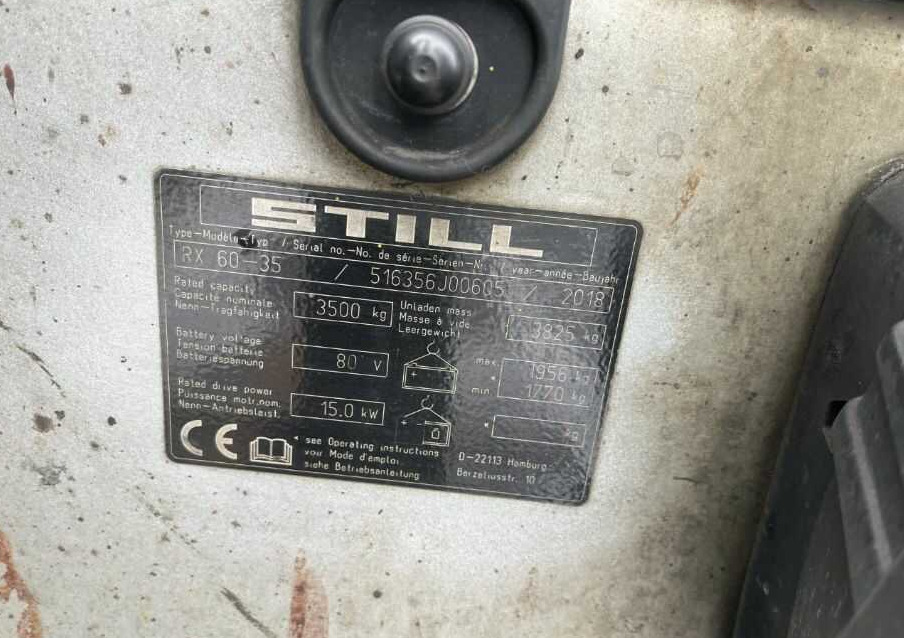 STILL
Type-Modèle-Typ / Serial no.-No. de série-Serien-Nr. / year-année-Baujahr
RX 60-35 / 516356J00605 / 2018
Rated capacity
Capacité nominale
Nenn-Tragfähigkeit
3500 kg
Unladen mass
Masse à vide
Leergewicht
3825 kg
Battery voltage
Tension batterie
Batteriespannung
80 V
max
1956 kg
min
1770 kg
Rated drive power
Puissance motr.nom.
Nenn-Antriebsleist.
15.0 kW
* kg
CE
* see Operating instructions
voir Mode d'emploi
siehe Betriebsanleitung
D-22113 Hamburg
Berzeliusstr. 10